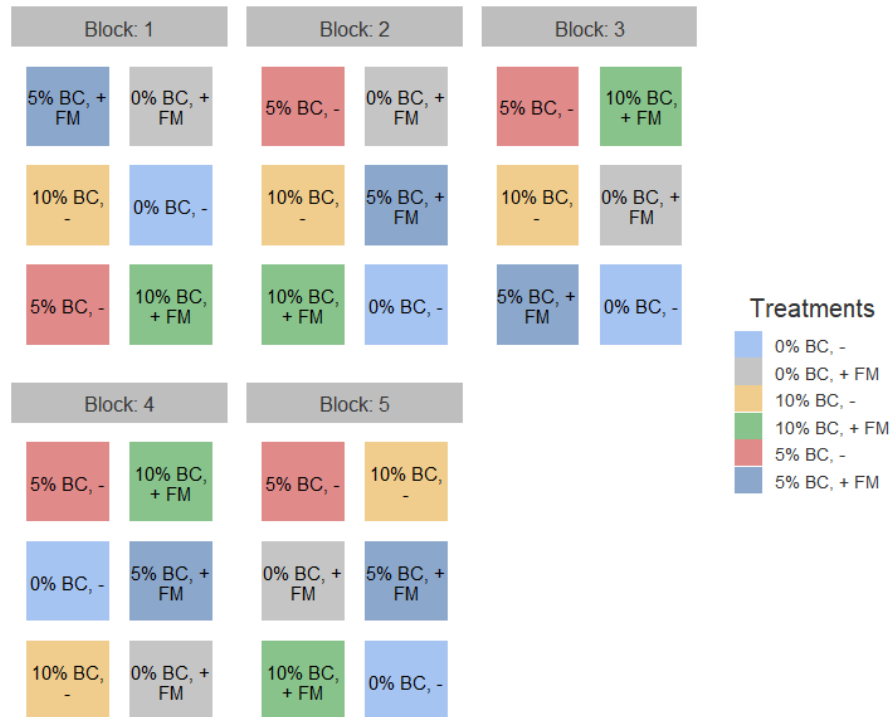 Block: 1
Block: 2
Block: 3
5% BC, +
FM
0% BC, +
FM
5% BC, -
0% BC, +
FM
5% BC, -
10% BC,
+ FM
10% BC,
-
0% BC, -
10% BC,
-
5% BC, +
FM
10% BC,
-
0% BC, +
FM
5% BC, -
10% BC,
+ FM
10% BC,
+ FM
0% BC, -
5% BC, +
FM
0% BC, -
Block: 4
Block: 5
5% BC, -
10% BC,
+ FM
5% BC, -
10% BC,
-
0% BC, -
5% BC, +
FM
0% BC, +
FM
5% BC, +
FM
10% BC,
-
0% BC, +
FM
10% BC,
+ FM
0% BC, -
Treatments
0% BC, -
0% BC, + FM
10% BC, -
10% BC, + FM
5% BC, -
5% BC, + FM